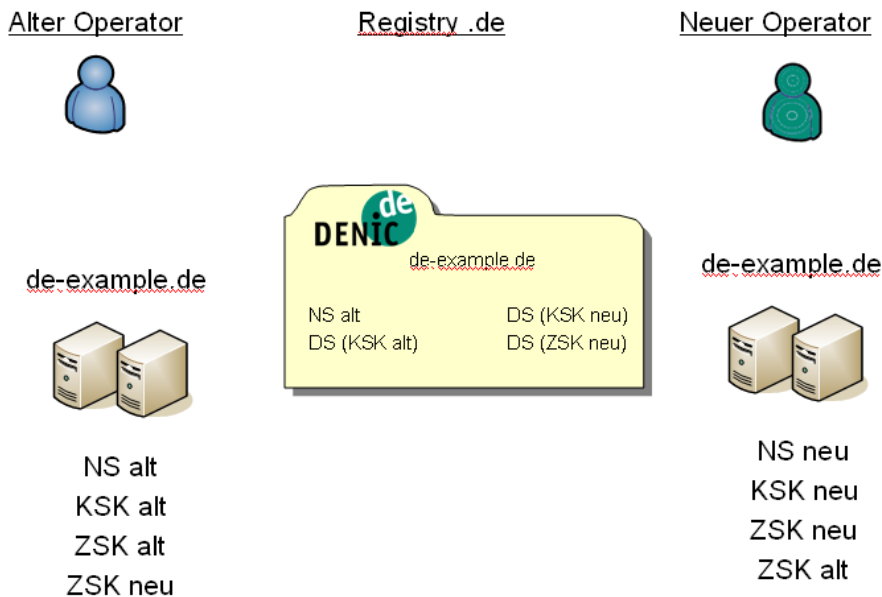 Alter Operator
Registry .de
Neuer Operator
de
DENIC
de-example.de
NS alt
DS (KSK neu)
DS (KSK alt)
DS (ZSK neu)
de-example.de
NS alt
KSK alt
ZSK alt
ZSK neu
de-example.de
NS neu
KSK neu
ZSK neu
ZSK alt